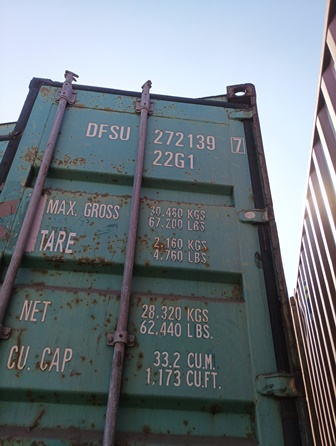 DFSU 272139 7
22G1
MAX. GROSS 30.480 KGS
67.200 LBS.
TARE 2.160 KGS
4.760 LBS.
NET 28.320 KGS
62.440 LBS.
CU. CAP 33.2 CU.M.
1.173 CU.FT.